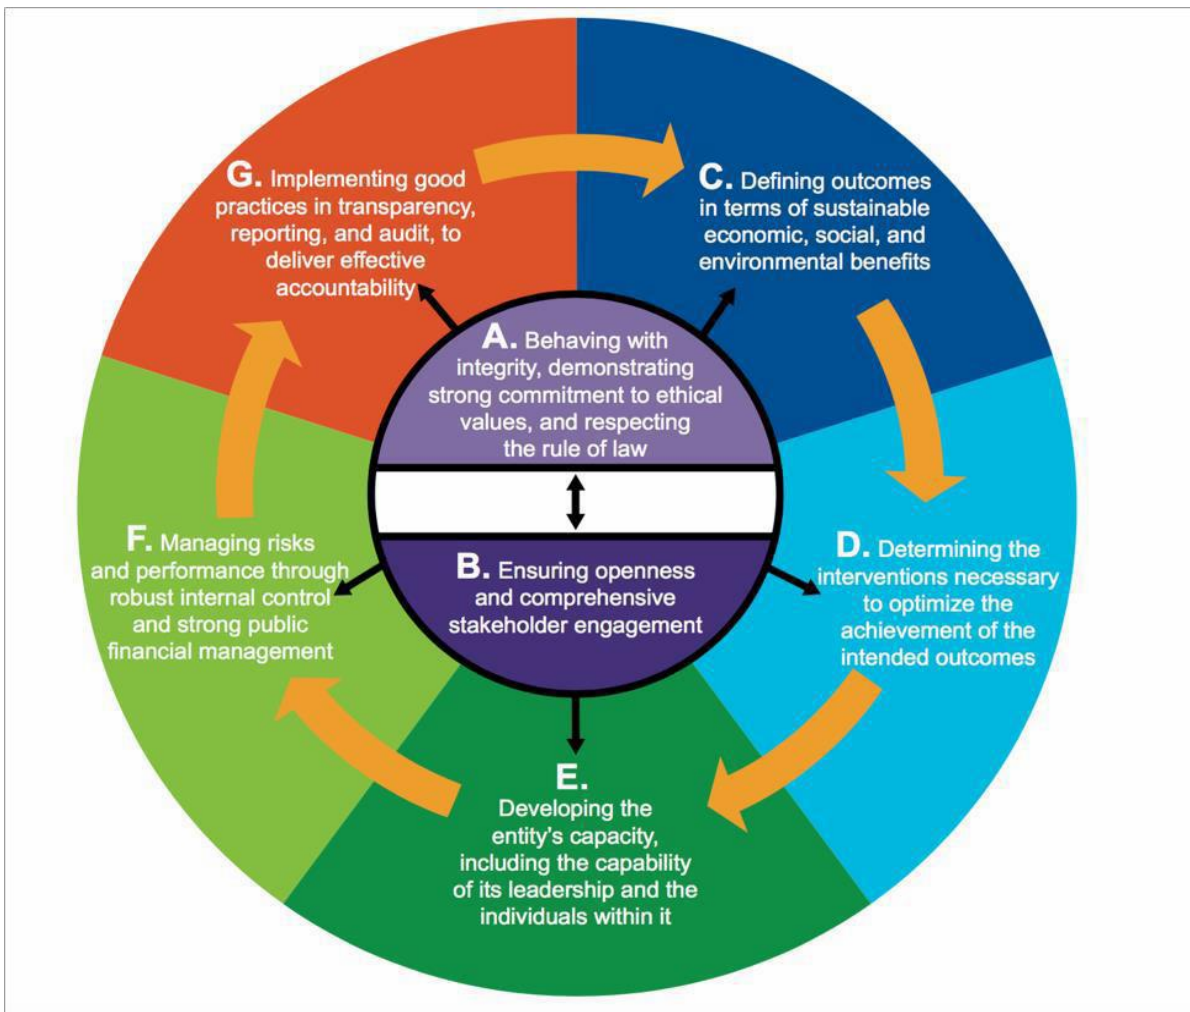 G. Implementing good
practices in transparency,
reporting, and audit, to
deliver effective
accountability
C. Defining outcomes
in terms of sustainable
economic, social, and
environmental benefits
A. Behaving with
integrity, demonstrating
strong commitment to ethical
values, and respecting
the rule of law
B. Ensuring openness
and comprehensive
stakeholder engagement
D. Determining the
interventions necessary
to optimize the
achievement of the
intended outcomes
E.
Developing the
entity's capacity,
including the capability
of its leadership and the
individuals within it
F. Managing risks
and performance through
robust internal control
and strong public
financial management